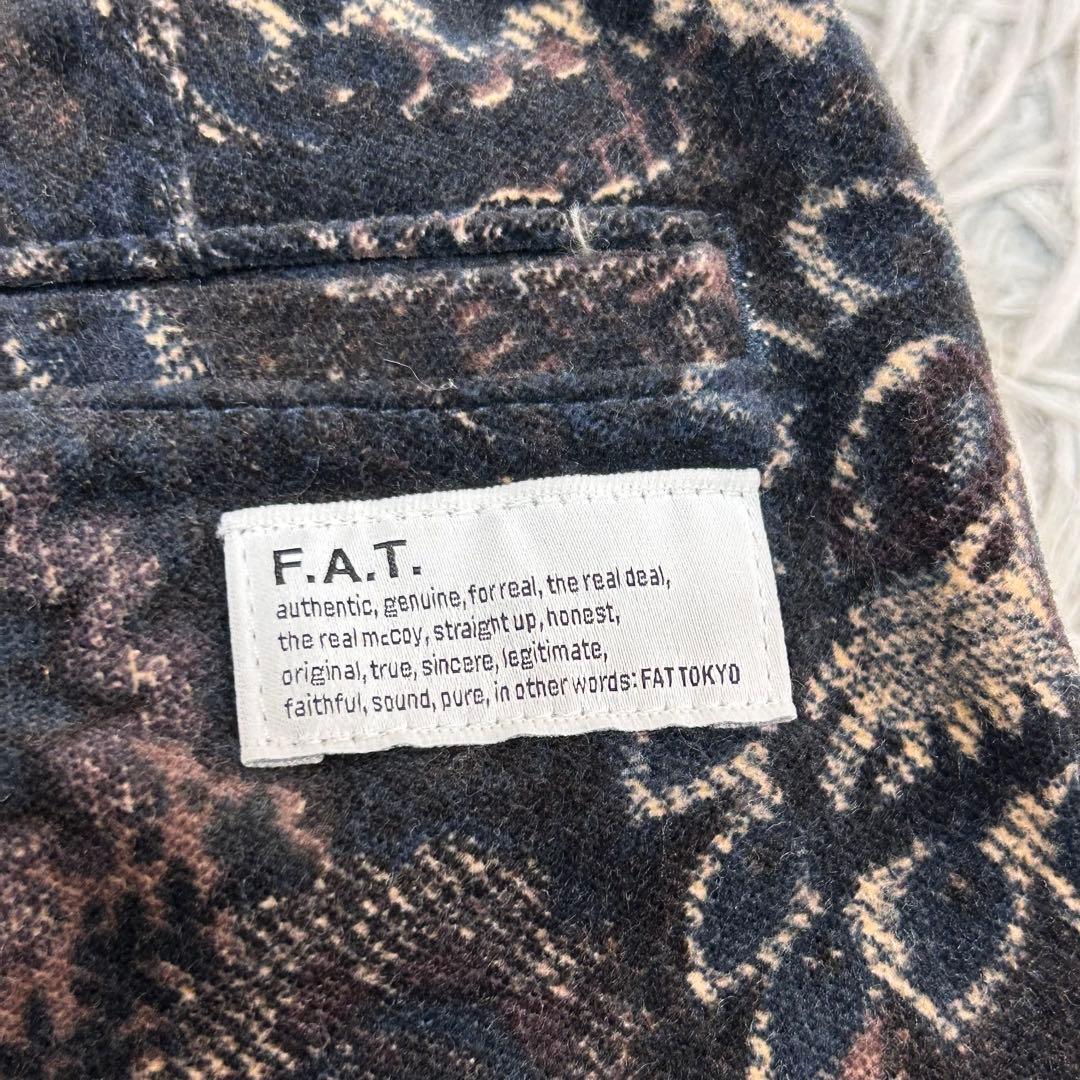 F.A.T.
authentic, genuine, for real, the real deal,
the real mccoy, straight up, honest,
original, true, sincere, legitimate,
faithful, sound, pure, in other words: FAT TOKYO